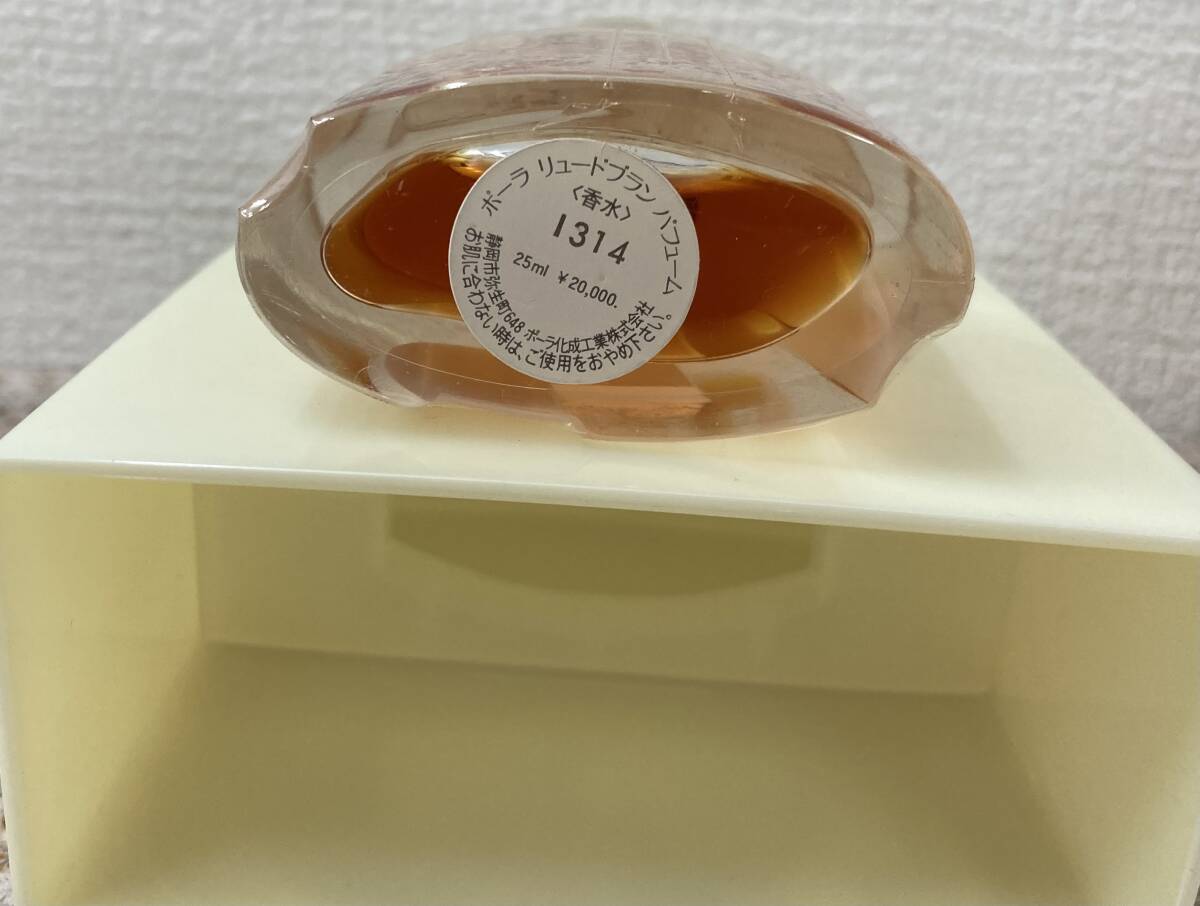 ポーラ リュードブラン パフューム
〈香水〉
1314
25ml ¥20,000.
静岡市弥生町648 ポーラ化成工業株式会社
お肌に合わない時は、ご使用をおやめ下さい。